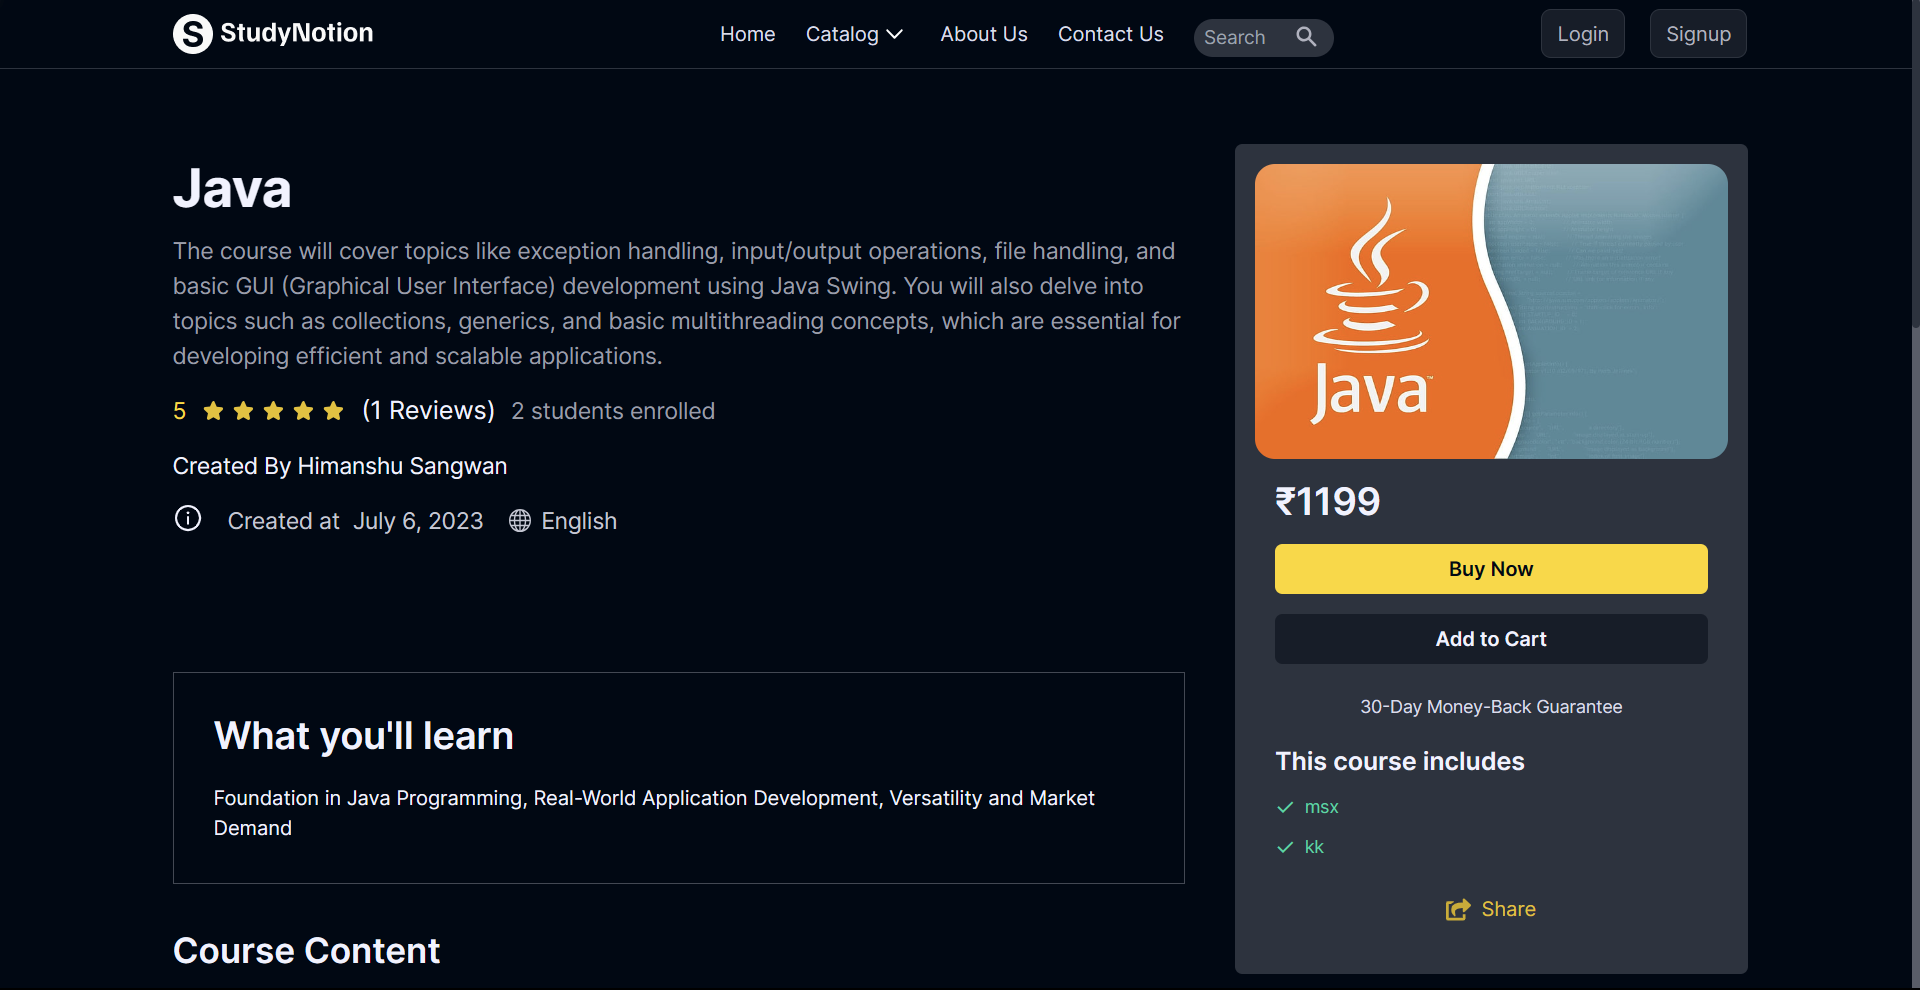 StudyNotion
Home
Catalog
About Us
Contact Us
Search
Login
Signup
Java
The course will cover topics like exception handling, input/output operations, file handling, and
basic GUI (Graphical User Interface) development using Java Swing. You will also delve into
topics such as collections, generics, and basic multithreading concepts, which are essential for
developing efficient and scalable applications.
5
(1 Reviews)
2 students enrolled
Created By Himanshu Sangwan
Created at July 6, 2023
English
What you'll learn
Foundation in Java Programming, Real-World Application Development, Versatility and Market
Demand
Course Content
Java™
₹1199
Buy Now
Add to Cart
30-Day Money-Back Guarantee
This course includes
msx
kk
Share